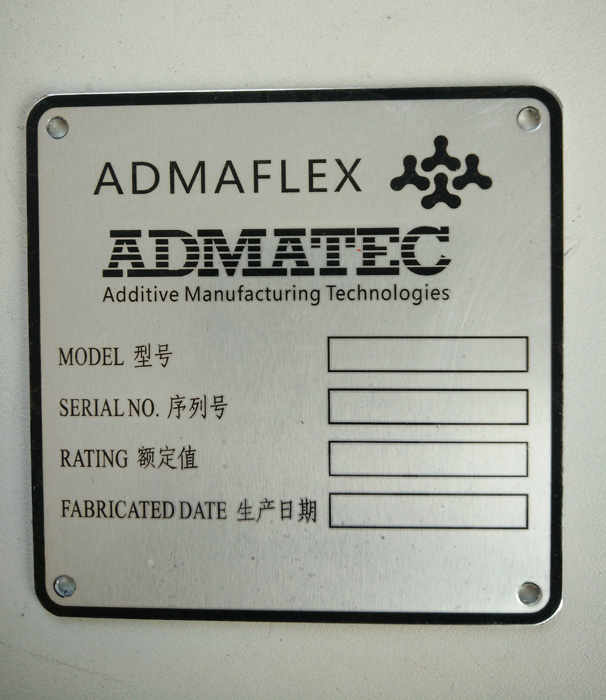 ADMAFLEX
ADMATEC
Additive Manufacturing Technologies
MODEL 型号
SERIAL NO. 序列号
RATING 额定值
FABRICATED DATE 生产日期